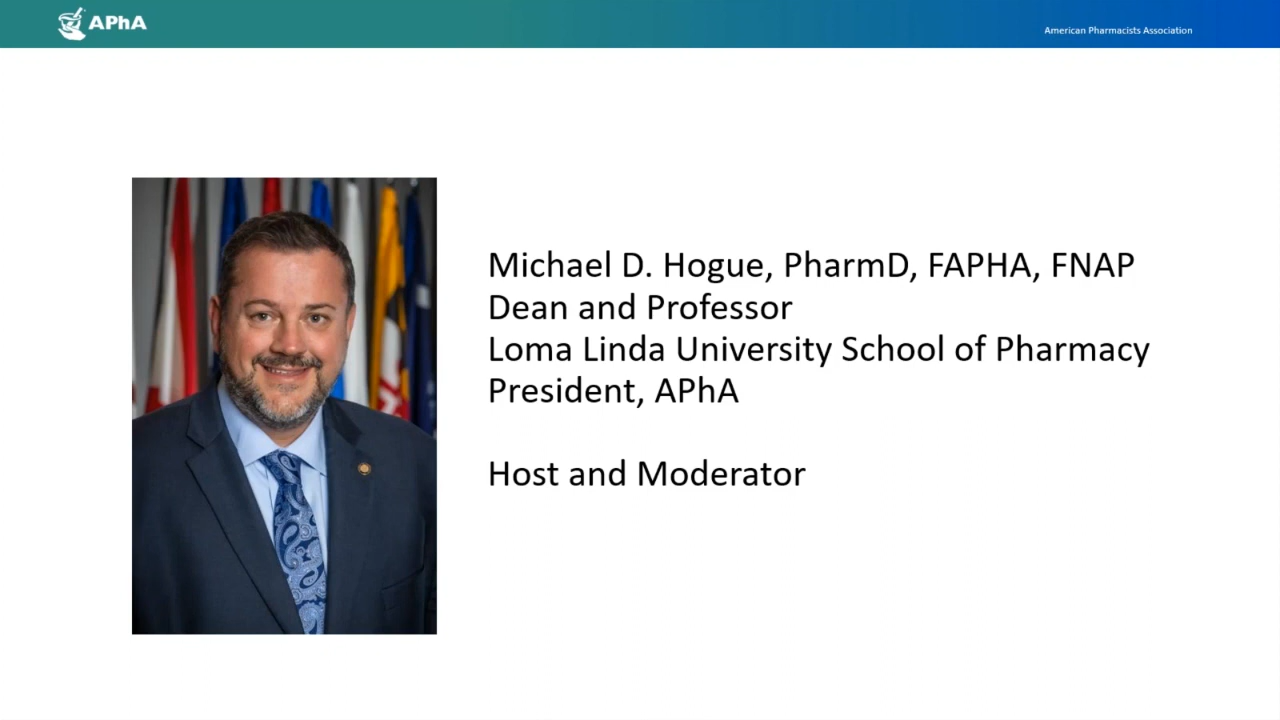 APhA
American Pharmacists Association
Michael D. Hogue, PharmD, FAPHA, FNAP
Dean and Professor
Loma Linda University School of Pharmacy
President, APhA
Host and Moderator